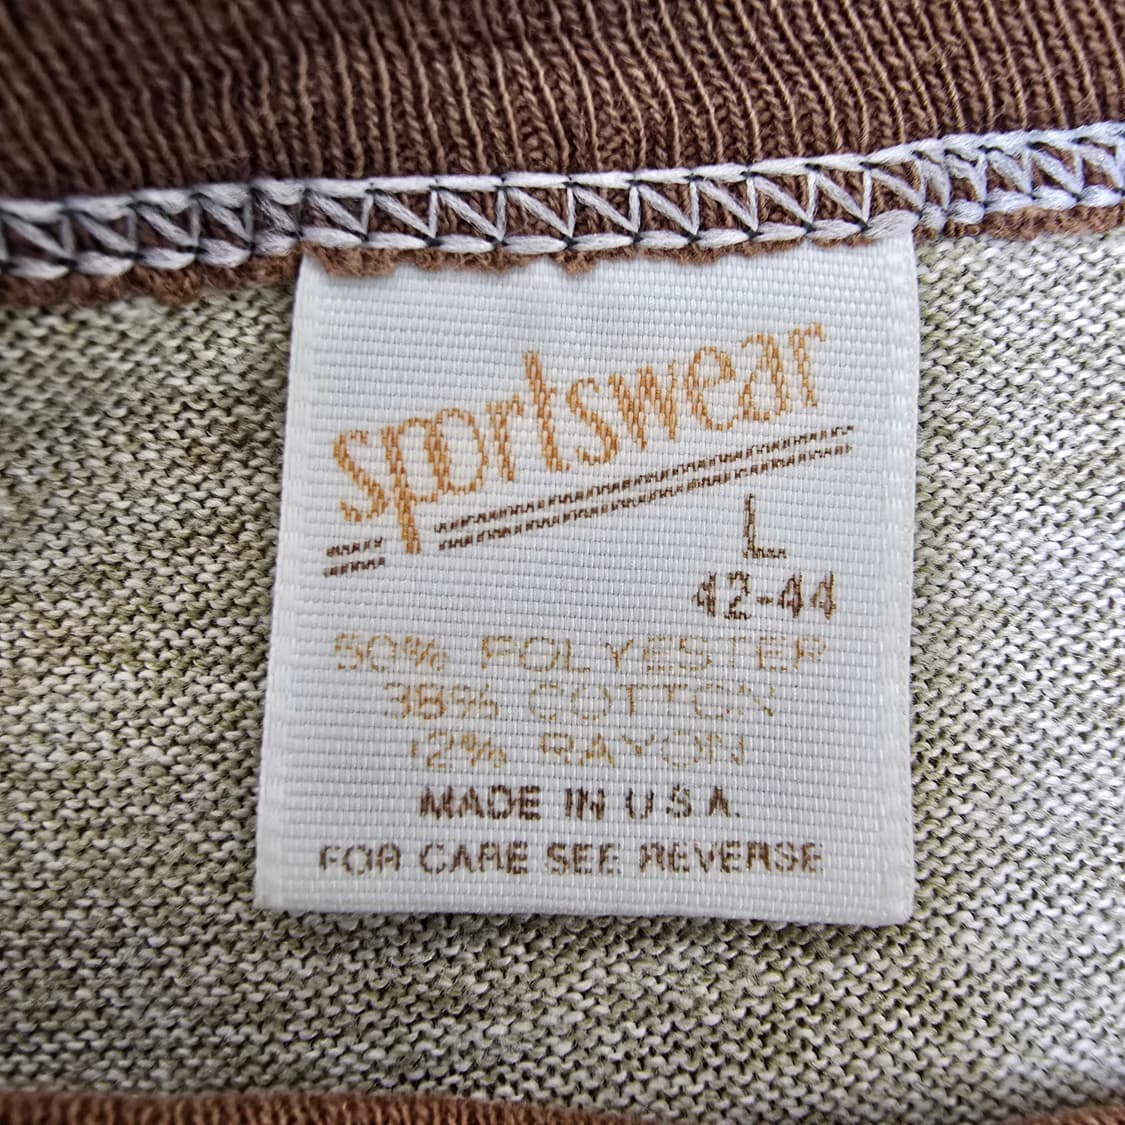 sportswear
L
42-44
50% POLYESTER
38% COTTON
12% RAYON
MADE IN U.S.A.
FOR CARE SEE REVERSE